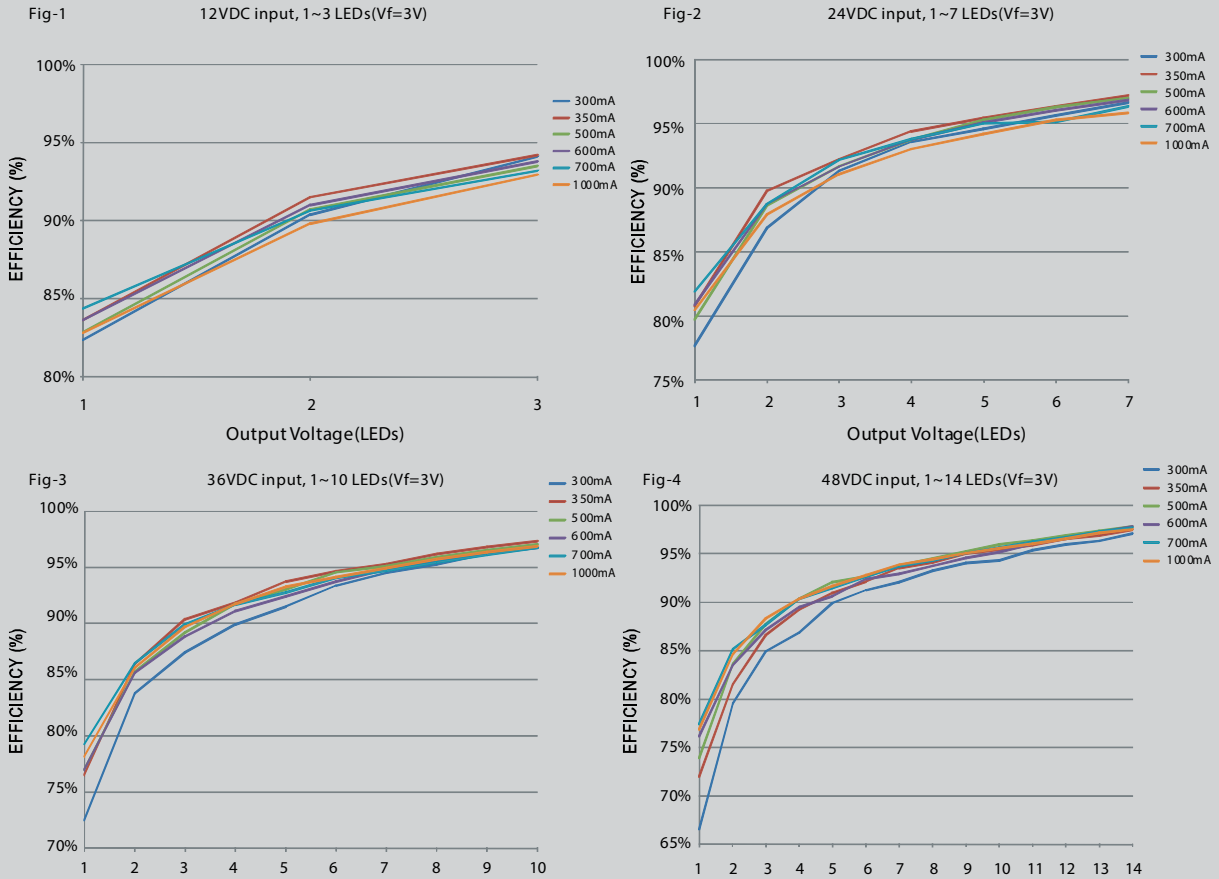 Fig-1
12VDC input, 1~3 LEDs(Vf=3V)
EFFICIENCY (%)
100%
95%
90%
85%
80%
1 2 3
Output Voltage(LEDs)
300mA
350mA
500mA
600mA
700mA
1000mA
Fig-2
24VDC input, 1~7 LEDs(Vf=3V)
EFFICIENCY (%)
100%
95%
90%
85%
80%
75%
1 2 3 4 5 6 7
Output Voltage(LEDs)
300mA
350mA
500mA
600mA
700mA
1000mA
Fig-3
36VDC input, 1~10 LEDs(Vf=3V)
EFFICIENCY (%)
100%
95%
90%
85%
80%
75%
70%
1 2 3 4 5 6 7 8 9 10
300mA
350mA
500mA
600mA
700mA
1000mA
Fig-4
48VDC input, 1~14 LEDs(Vf=3V)
EFFICIENCY (%)
100%
95%
90%
85%
80%
75%
70%
65%
1 2 3 4 5 6 7 8 9 10 11 12 13 14
300mA
350mA
500mA
600mA
700mA
1000mA